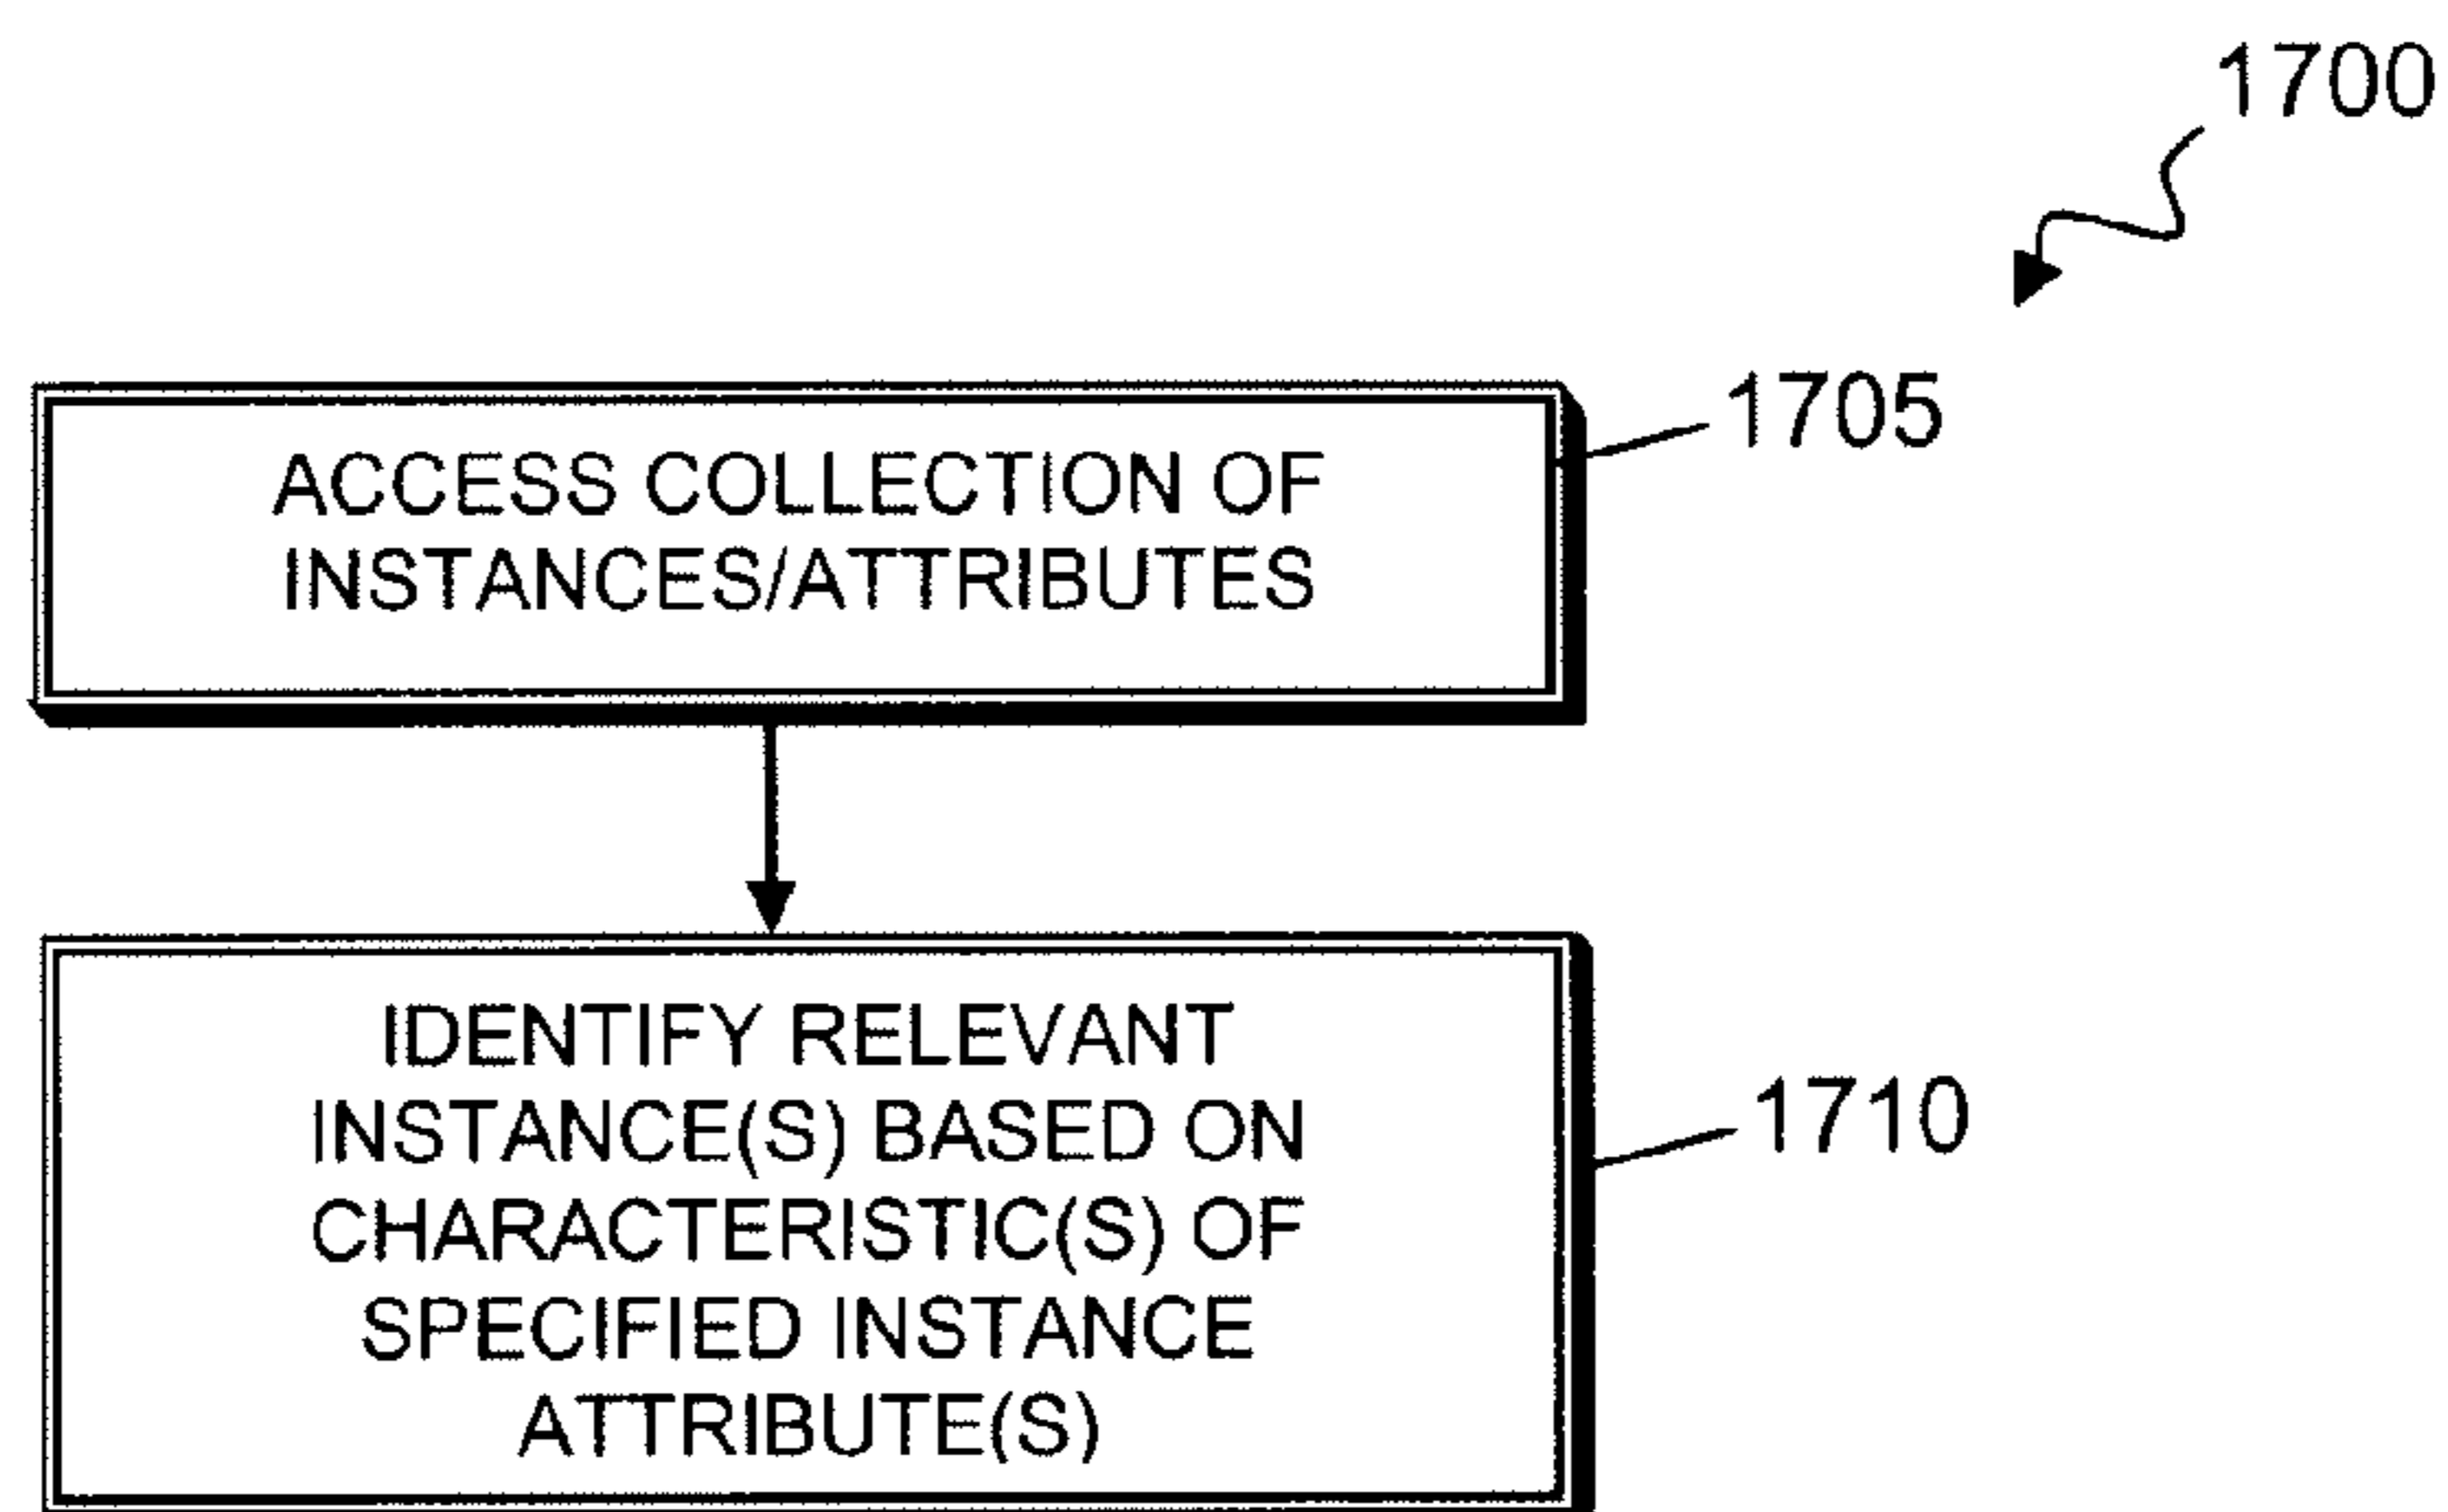 1700
1705
ACCESS COLLECTION OF
INSTANCES/ATTRIBUTES
IDENTIFY RELEVANT
INSTANCE(S) BASED ON
CHARACTERISTIC(S) OF
SPECIFIED INSTANCE
ATTRIBUTE(S)
1710